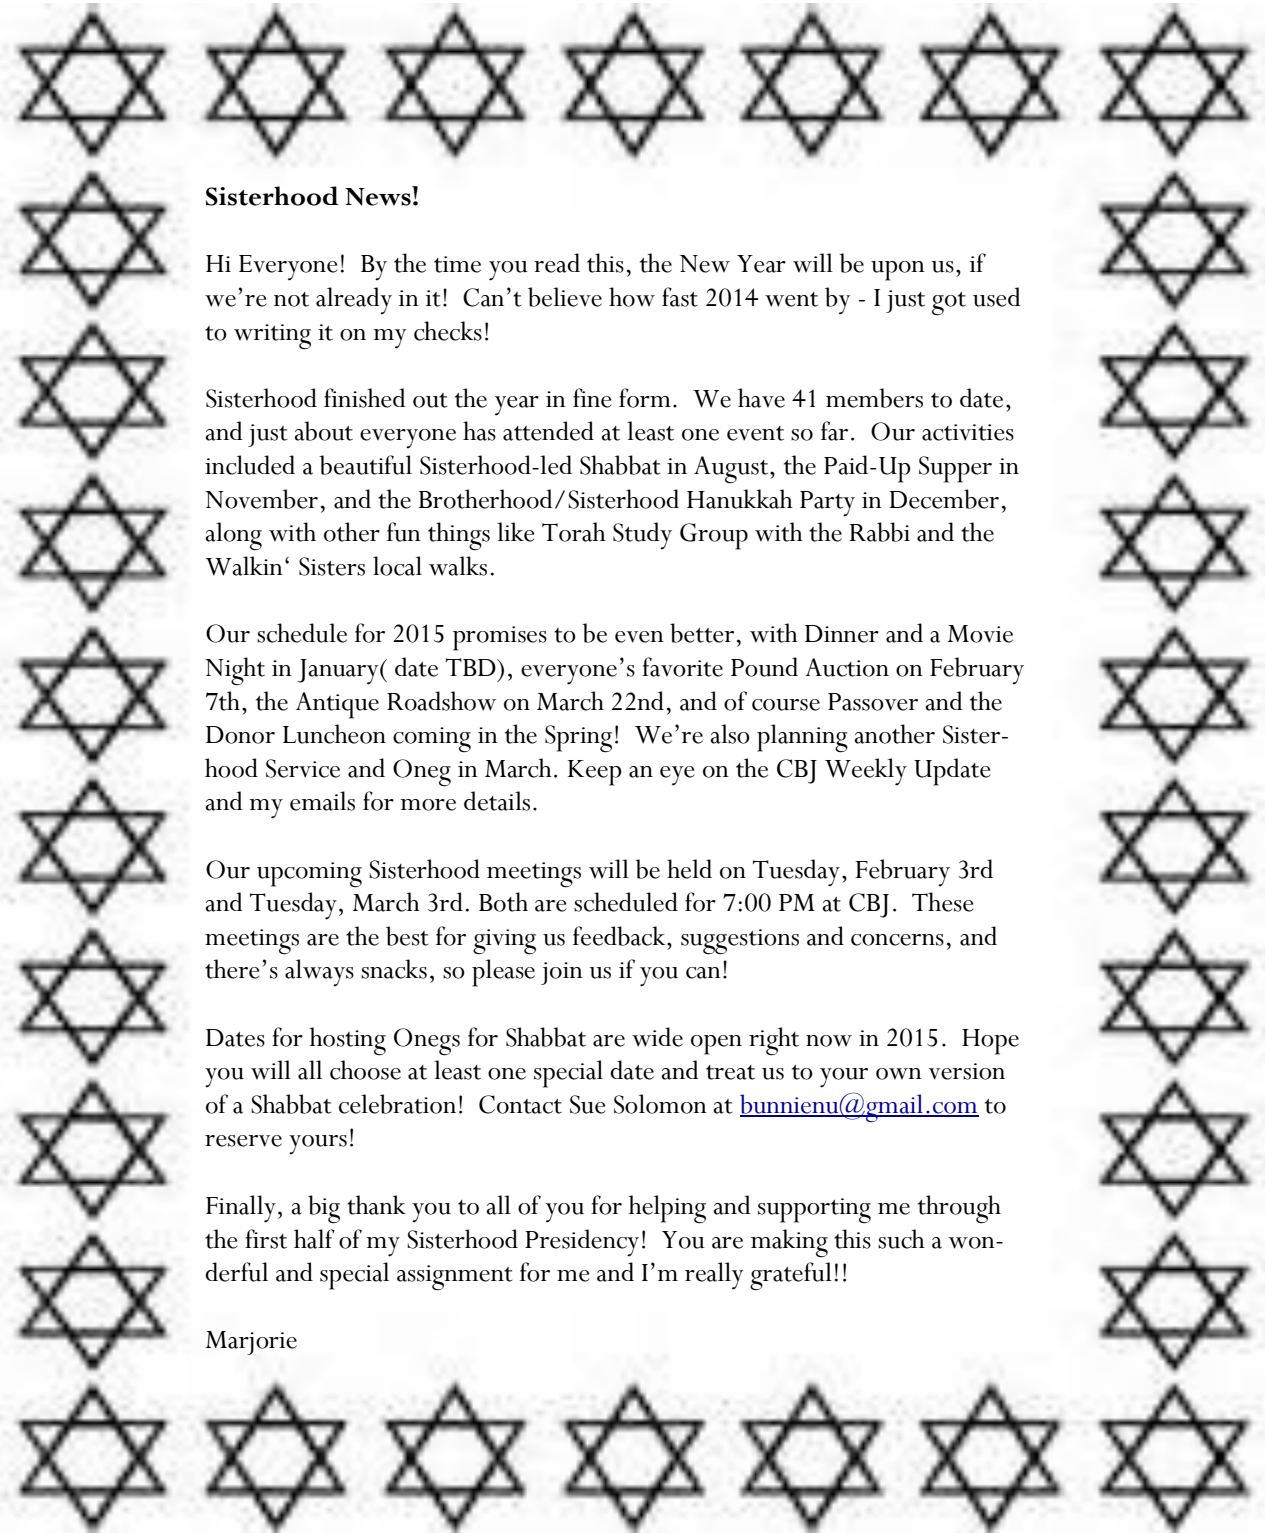 Sisterhood News!
Hi Everyone!  By the time you read this, the New Year will be upon us, if
we’re not already in it!  Can’t believe how fast 2014 went by - I just got used
to writing it on my checks!
Sisterhood finished out the year in fine form.  We have 41 members to date,
and just about everyone has attended at least one event so far.  Our activities
included a beautiful Sisterhood-led Shabbat in August, the Paid-Up Supper in
November, and the Brotherhood/Sisterhood Hanukkah Party in December,
along with other fun things like Torah Study Group with the Rabbi and the
Walkin‘ Sisters local walks.
Our schedule for 2015 promises to be even better, with Dinner and a Movie
Night in January( date TBD), everyone’s favorite Pound Auction on February
7th, the Antique Roadshow on March 22nd, and of course Passover and the
Donor Luncheon coming in the Spring!  We’re also planning another Sister-
hood Service and Oneg in March. Keep an eye on the CBJ Weekly Update
and my emails for more details.
Our upcoming Sisterhood meetings will be held on Tuesday, February 3rd
and Tuesday, March 3rd. Both are scheduled for 7:00 PM at CBJ.  These
meetings are the best for giving us feedback, suggestions and concerns, and
there’s always snacks, so please join us if you can!
Dates for hosting Onegs for Shabbat are wide open right now in 2015.  Hope
you will all choose at least one special date and treat us to your own version
of a Shabbat celebration!  Contact Sue Solomon at bunnienu@gmail.com to
reserve yours!
Finally, a big thank you to all of you for helping and supporting me through
the first half of my Sisterhood Presidency!  You are making this such a won-
derful and special assignment for me and I’m really grateful!!
Marjorie